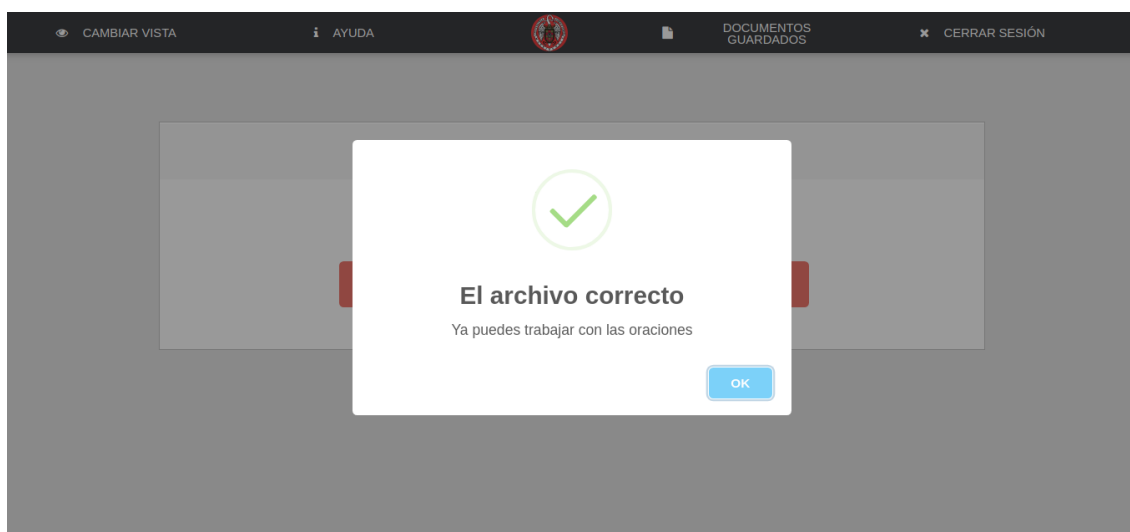 CAMBIAR VISTA
AYUDA
DOCUMENTOS
GUARDADOS
CERRAR SESIÓN
El archivo correcto
Ya puedes trabajar con las oraciones
OK